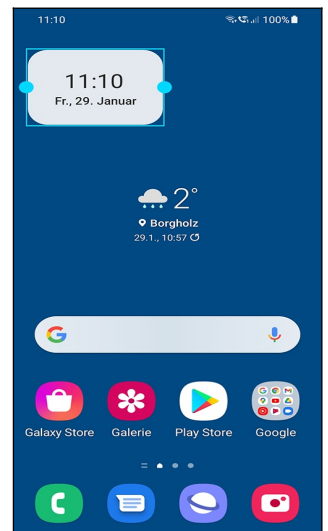 11:10
100%
11:10
Fr., 29. Januar
2°
Borgholz
29.1., 10:57
G
Galaxy Store Galerie Play Store Google